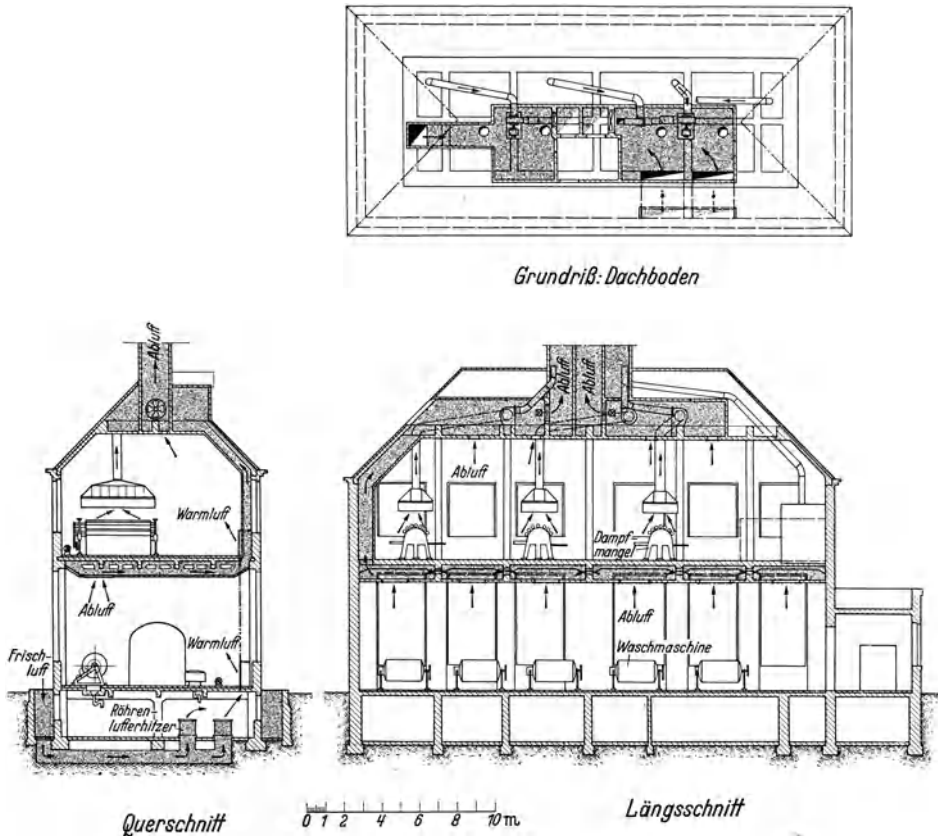 Grundriß: Dachboden
Abluft
Abluft
Abluft
Abluft
Warmluft
Dampf-
mangel
Abluft
Abluft
Frisch-
luft
Warmluft
Waschmaschine
Röhren-
lufterhitzer
Querschnitt
0 1 2 4 6 8 10 m
Längsschnitt